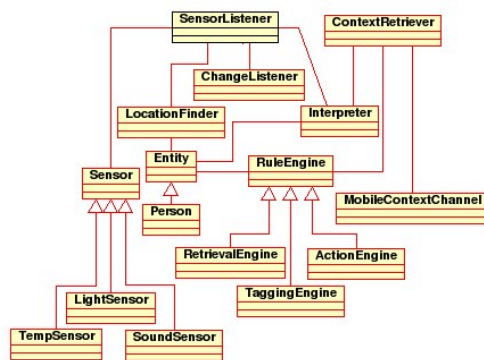 SensorListener
ContextRetriever
ChangeListener
LocationFinder
Interpreter
Entity
RuleEngine
Sensor
Person
MobileContextChannel
RetrievalEngine
ActionEngine
TaggingEngine
LightSensor
TempSensor
SoundSensor